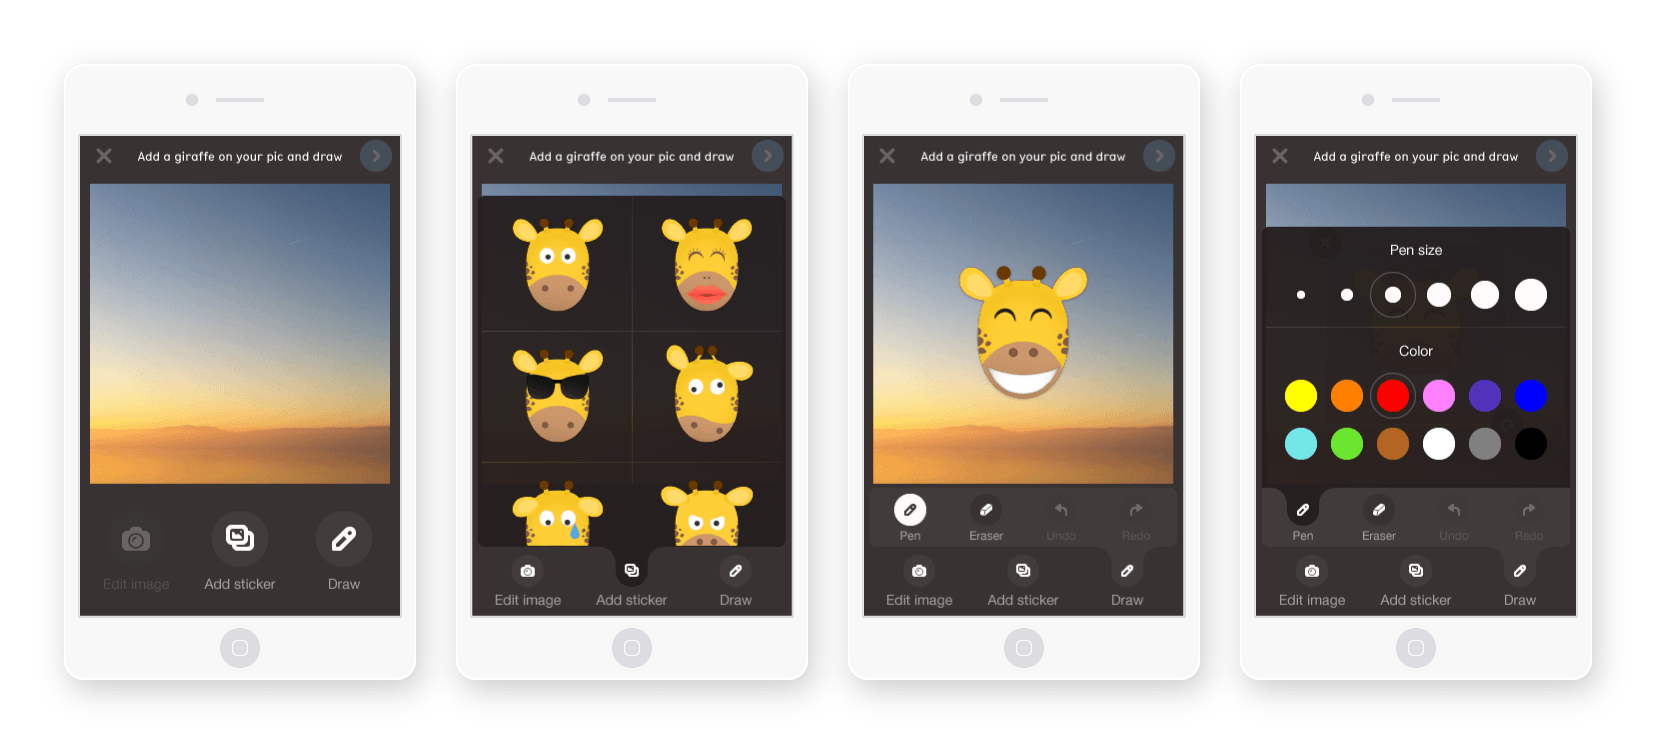 Add a giraffe on your pic and draw
Edit image
Add sticker
Draw
Add a giraffe on your pic and draw
Edit image
Add sticker
Draw
Add a giraffe on your pic and draw
Pen
Eraser
Undo
Redo
Edit image
Add sticker
Draw
Add a giraffe on your pic and draw
Pen size
Color
Pen
Eraser
Undo
Redo
Edit image
Add sticker
Draw